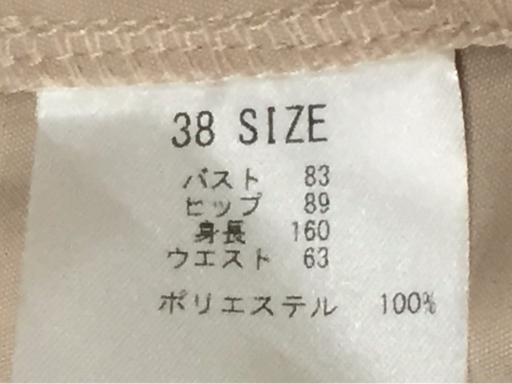 38 SIZE
バスト 83
ヒップ 89
身長 160
ウエスト 63
ポリエステル 100%